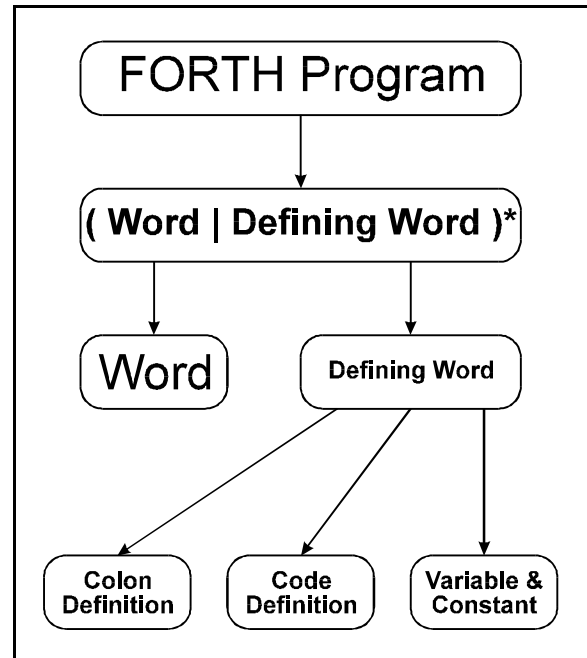 FORTH Program
( Word | Defining Word )*
Word
Defining Word
Colon
Definition
Code
Definition
Variable &
Constant